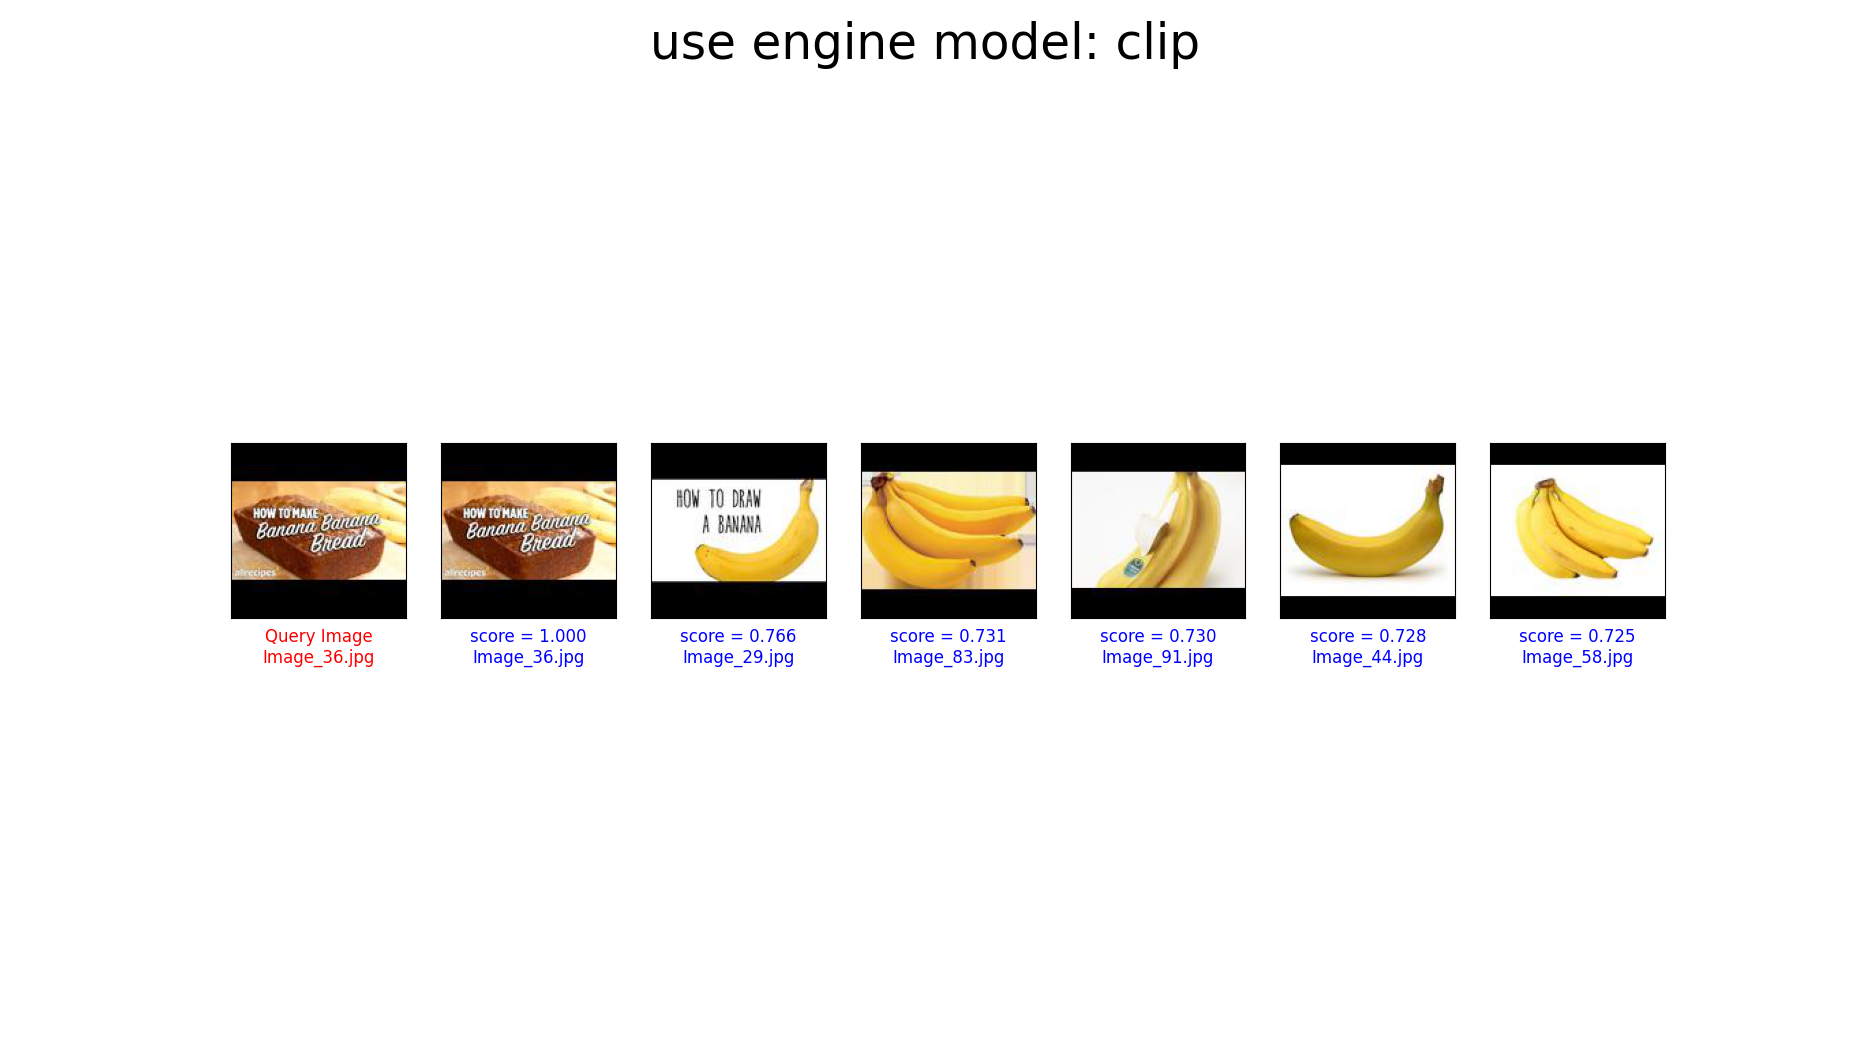 use engine model: clip
HOW TO MAKE
Banana Banana
Bread
allrecipes
Query Image
Image_36.jpg
HOW TO MAKE
Banana Banana
Bread
allrecipes
score = 1.000
Image_36.jpg
HOW TO DRAW
A BANANA
score = 0.766
Image_29.jpg
score = 0.731
Image_83.jpg
score = 0.730
Image_91.jpg
score = 0.728
Image_44.jpg
score = 0.725
Image_58.jpg